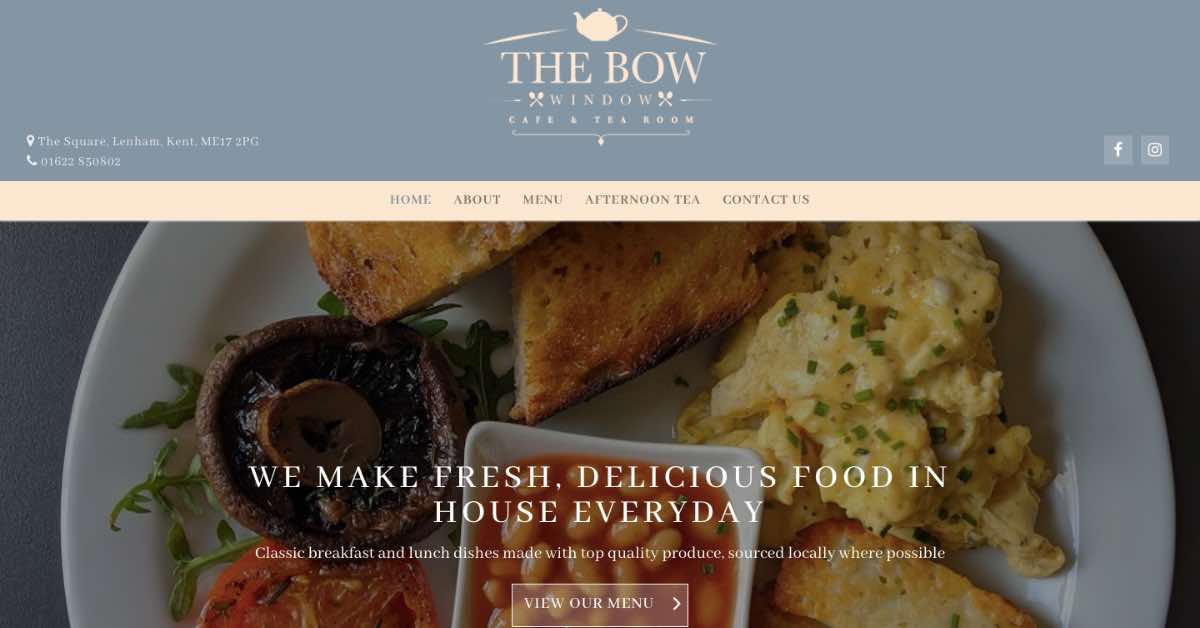 THE BOW
WINDOW
CAFE & TEA ROOM
The Square, Lenham, Kent, ME17 2PG
01622 850802
HOME ABOUT MENU AFTERNOON TEA CONTACT US
WE MAKE FRESH, DELICIOUS FOOD IN
HOUSE EVERYDAY
Classic breakfast and lunch dishes made with top quality produce, sourced locally where possible
VIEW OUR MENU